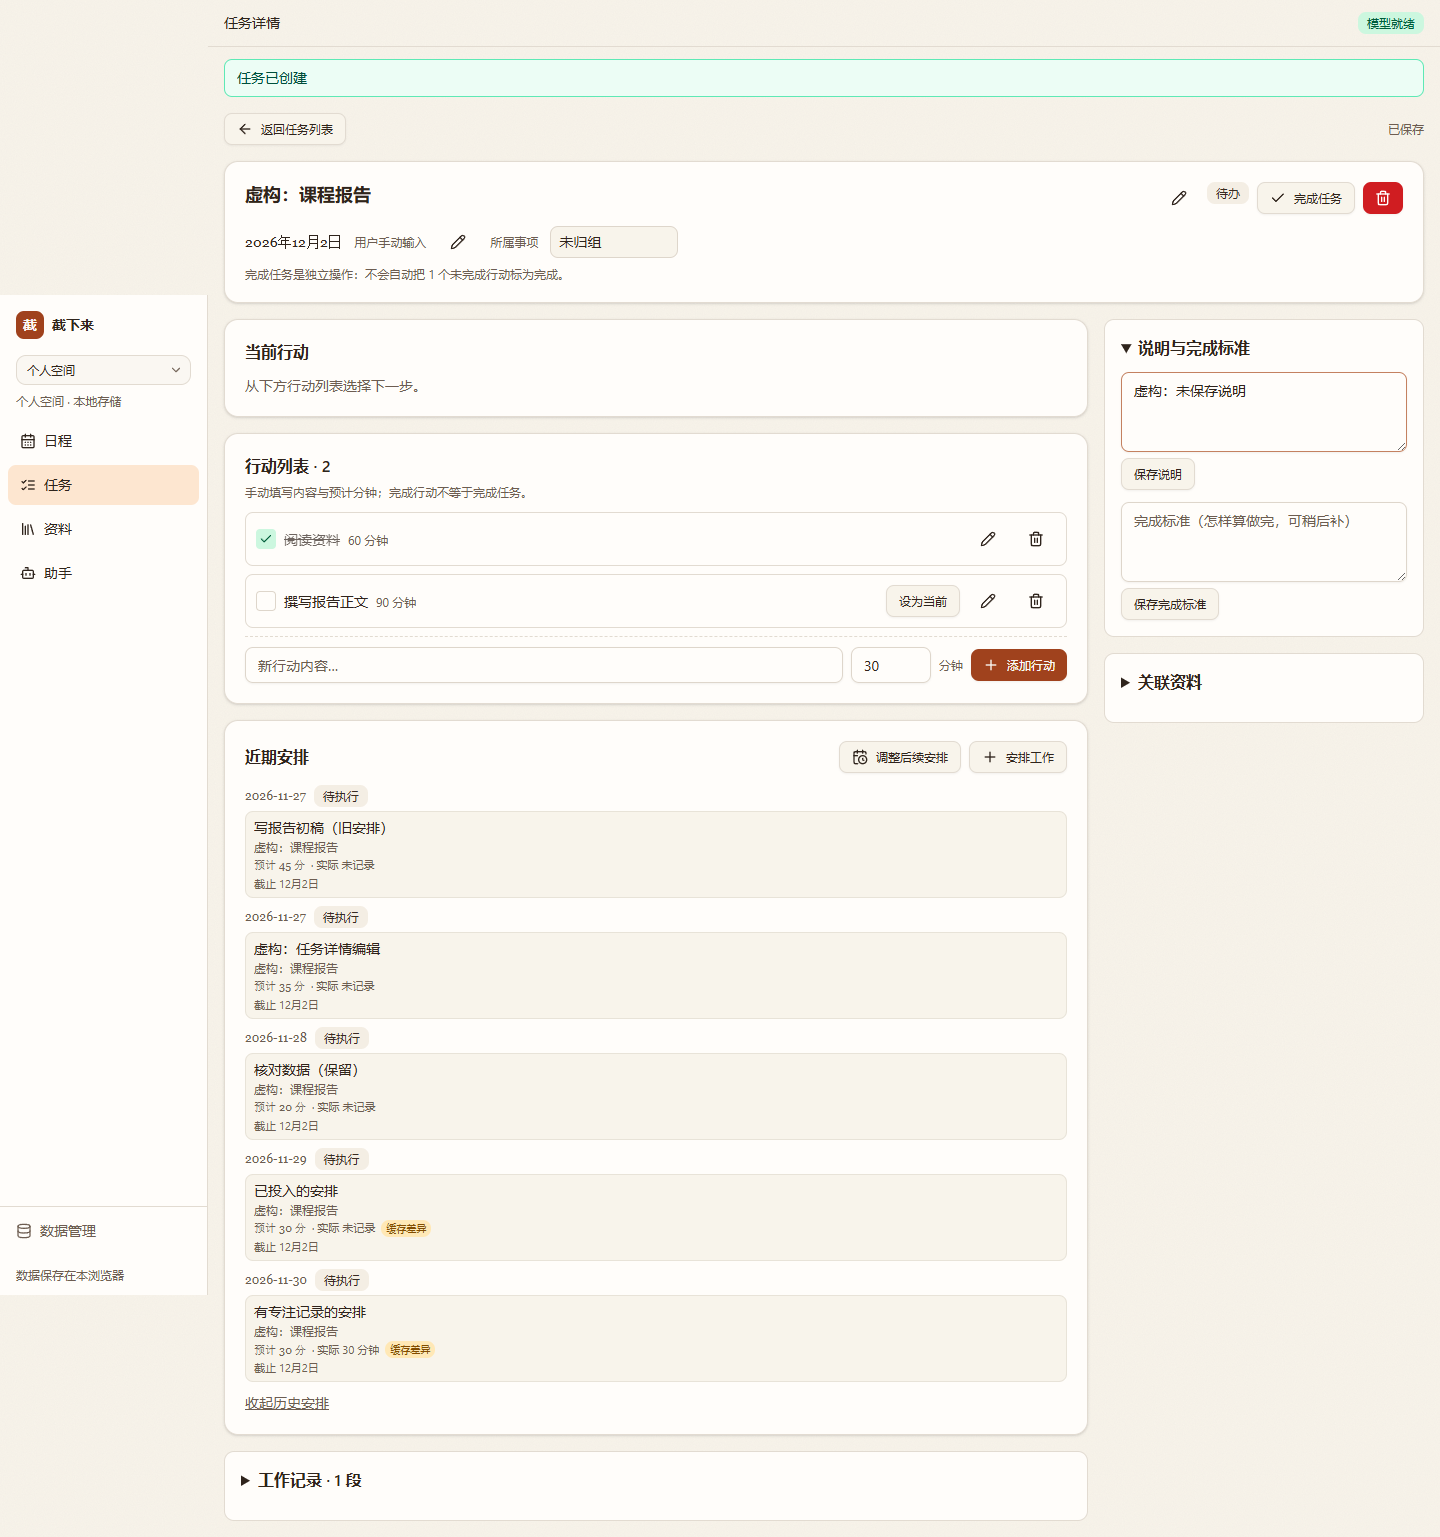 任务详情
模型就绪
任务已创建
返回任务列表
已保存
虚构：课程报告
待办
完成任务
2026年12月2日 用户手动输入 所属事项 未归组
完成任务是独立操作：不会自动把 1 个未完成行动标为完成。
截 截下来
个人空间
个人空间 · 本地存储
日程
任务
资料
助手
数据管理
数据保存在本浏览器
当前行动
从下方行动列表选择下一步。
行动列表 · 2
手动填写内容与预计分钟；完成行动不等于完成任务。
阅读资料 60 分钟
撰写报告正文 90 分钟
设为当前
新行动内容...
30
分钟
添加行动
近期安排
调整后续安排
安排工作
2026-11-27 待执行
写报告初稿（旧安排）
虚构：课程报告
预计 45 分 · 实际 未记录
截止 12月2日
2026-11-27 待执行
虚构：任务详情编辑
虚构：课程报告
预计 35 分 · 实际 未记录
截止 12月2日
2026-11-28 待执行
核对数据（保留）
虚构：课程报告
预计 20 分 · 实际 未记录
截止 12月2日
2026-11-29 待执行
已投入的安排
虚构：课程报告
预计 30 分 · 实际 未记录 缓存差异
截止 12月2日
2026-11-30 待执行
有专注记录的安排
虚构：课程报告
预计 30 分 · 实际 30 分钟 缓存差异
截止 12月2日
收起历史安排
工作记录 · 1 段
说明与完成标准
虚构：未保存说明
保存说明
完成标准（怎样算做完，可稍后补）
保存完成标准
关联资料